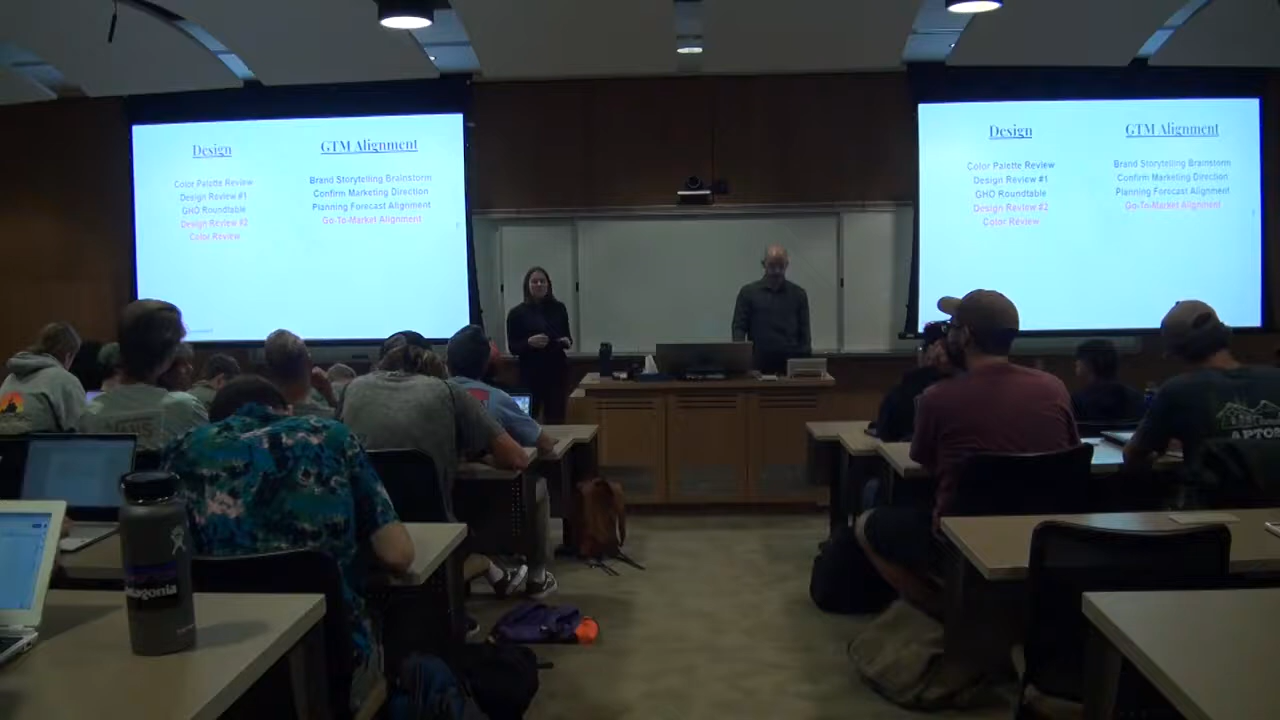 Design
GTM Alignment
Color Palette Review
Design Review #1
GHO Roundtable
Design Review #2
Color Review
Brand Storytelling Brainstorm
Confirm Marketing Direction
Planning Forecast Alignment
Go-To-Market Alignment
Design
GTM Alignment
Color Palette Review
Design Review #1
GHO Roundtable
Design Review #2
Color Review
Brand Storytelling Brainstorm
Confirm Marketing Direction
Planning Forecast Alignment
Go-To-Market Alignment
VANS
patagonia
APTOS